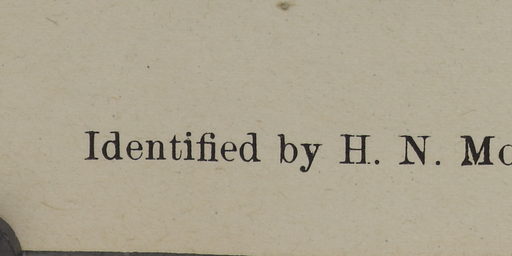 Identified by H. N.